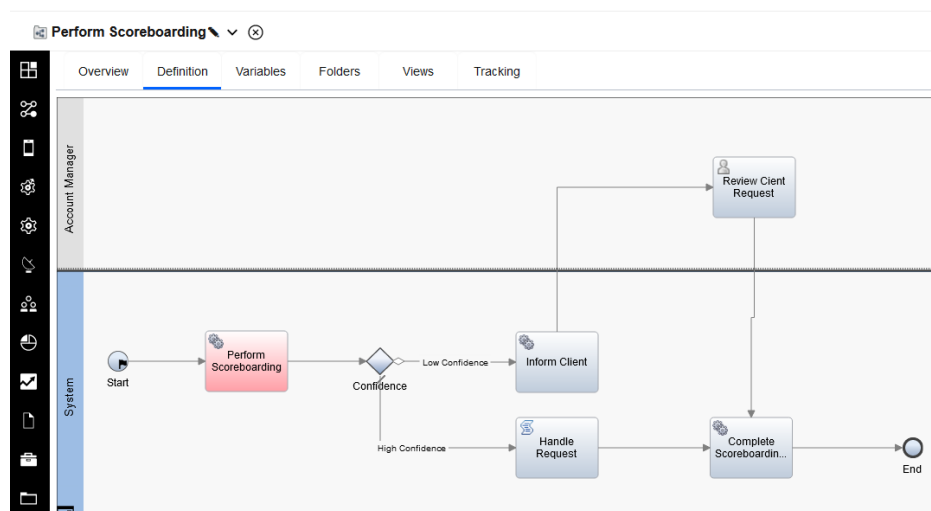 Perform Scoreboarding
Overview Definition Variables Folders Views Tracking
Account Manager
Review Cient
Request
System
Start
Perform
Scoreboarding
Confidence
Low Confidence
Inform Client
High Confidence
Handle
Request
Complete
Scoreboardin...
End